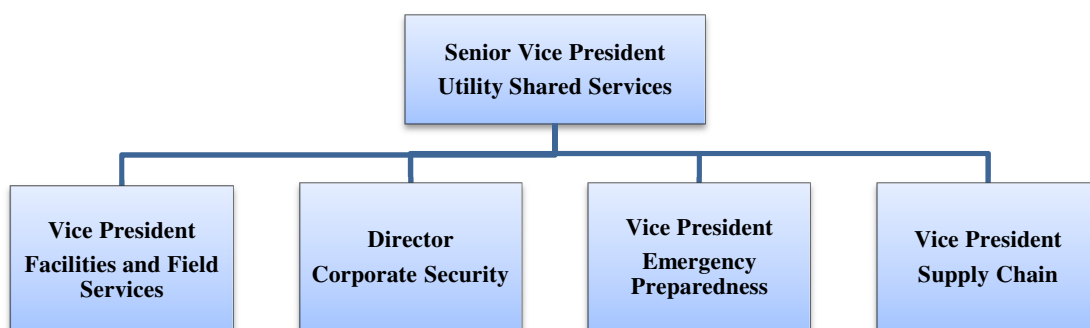 Senior Vice President
Utility Shared Services
Vice President
Facilities and Field
Services
Director
Corporate Security
Vice President
Emergency
Preparedness
Vice President
Supply Chain